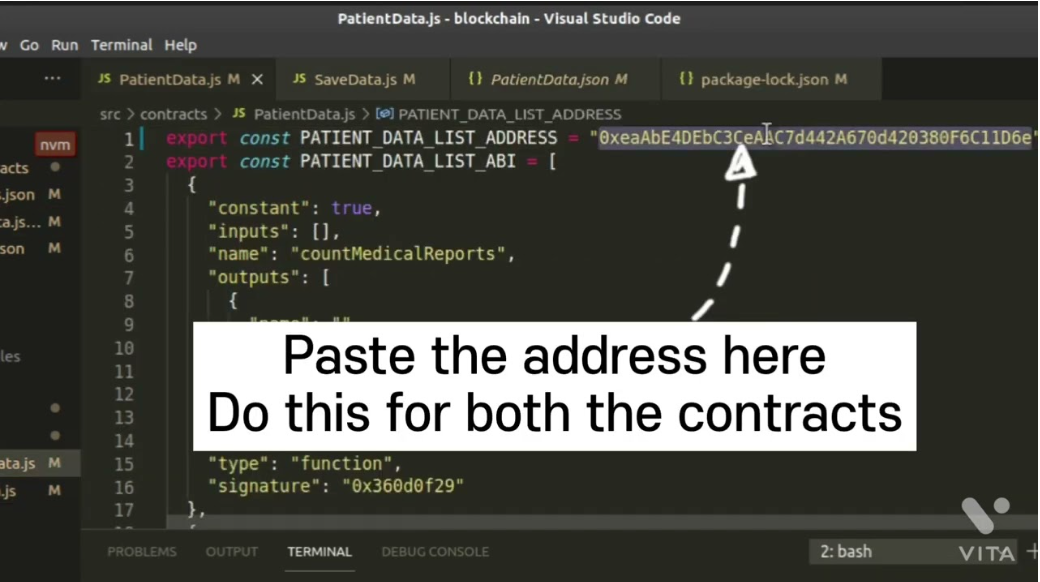 PatientData.js - blockchain - Visual Studio Code
Go Run Terminal Help
... JS PatientData.js M × JS SaveData.js M {} PatientData.json M {} package-lock.json M
src > contracts > JS PatientData.js > PATIENT_DATA_LIST_ADDRESS
nvm
acts
s.json M
ta.js... M
son M
les
ata.js M
.js M
1 export const PATIENT_DATA_LIST_ADDRESS = "0xeaAbE4DEbC3CeAAC7d442A670d420380F6C11D6e"
2 export const PATIENT_DATA_LIST_ABI = [
3 {
4 "constant": true,
5 "inputs": [],
6 "name": "countMedicalReports",
7 "outputs": [
8 {
9
10
11
12
13
14
Paste the address here
Do this for both the contracts
15 "type": "function",
16 "signature": "0x360d0f29"
17 },
PROBLEMS OUTPUT TERMINAL DEBUG CONSOLE 2: bash
VITA